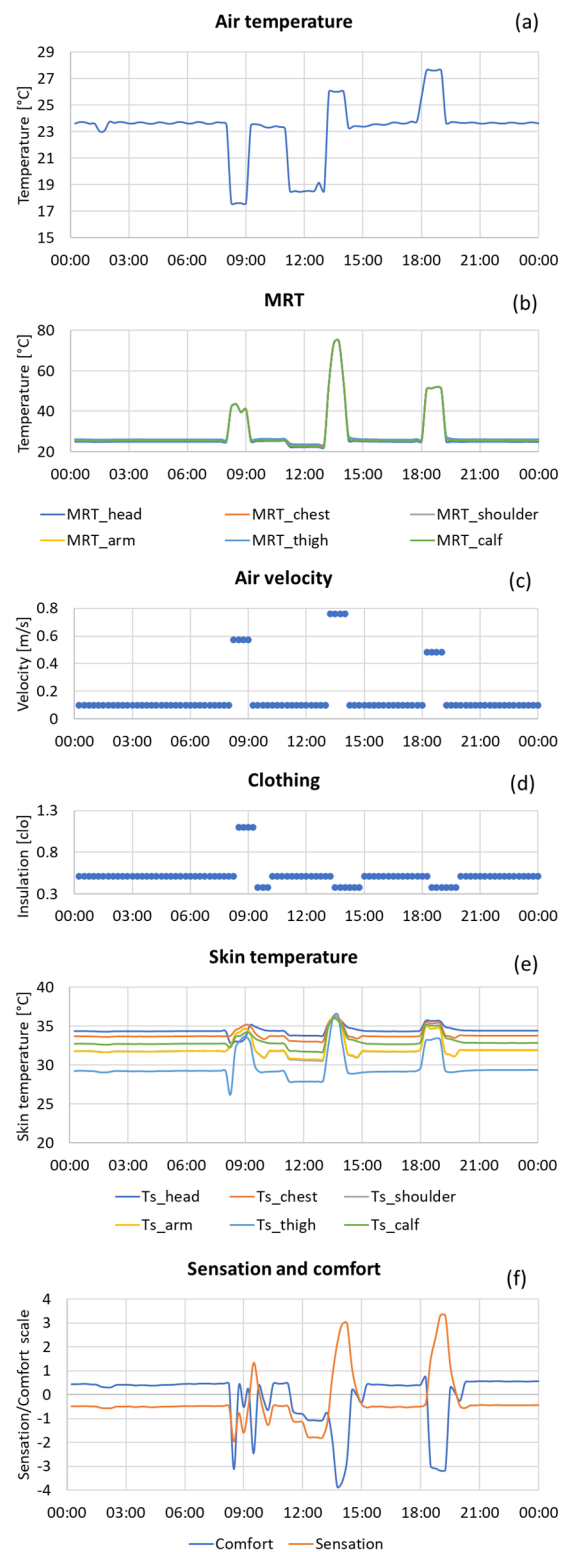 Air temperature
(a)
Temperature [°C]
29
27
25
23
21
19
17
15
00:00 03:00 06:00 09:00 12:00 15:00 18:00 21:00 00:00
MRT
(b)
Temperature [°C]
80
60
40
20
00:00 03:00 06:00 09:00 12:00 15:00 18:00 21:00 00:00
MRT_head MRT_chest MRT_shoulder
MRT_arm MRT_thigh MRT_calf
Air velocity
(c)
Velocity [m/s]
0.8
0.6
0.4
0.2
0
00:00 03:00 06:00 09:00 12:00 15:00 18:00 21:00 00:00
Clothing
(d)
Insulation [clo]
1.3
0.8
0.3
00:00 03:00 06:00 09:00 12:00 15:00 18:00 21:00 00:00
Skin temperature
(e)
Skin temperature [°C]
40
35
30
25
20
00:00 03:00 06:00 09:00 12:00 15:00 18:00 21:00 00:00
Ts_head Ts_chest Ts_shoulder
Ts_arm Ts_thigh Ts_calf
Sensation and comfort
(f)
Sensation/Comfort scale
4
3
2
1
0
-1
-2
-3
-4
00:00 03:00 06:00 09:00 12:00 15:00 18:00 21:00 00:00
Comfort Sensation